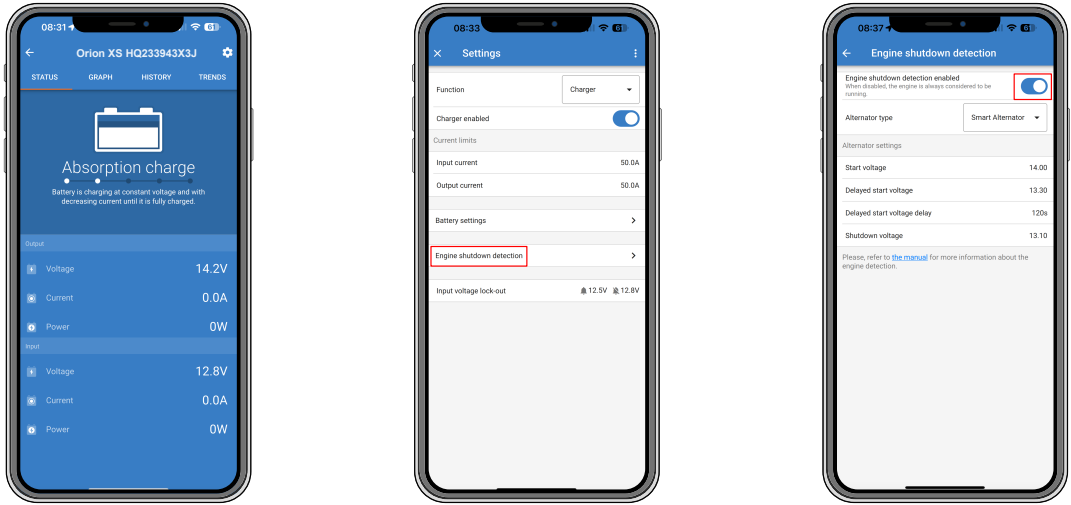 08:31
61
Orion XS HQ233943X3J
STATUS GRAPH HISTORY TRENDS
Absorption charge
Battery is charging at constant voltage and with
decreasing current until it is fully charged.
Output
Voltage 14.2V
Current 0.0A
Power 0W
Input
Voltage 12.8V
Current 0.0A
Power 0W
08:33
61
Settings
Function Charger
Charger enabled
Current limits
Input current 50.0A
Output current 50.0A
Battery settings
Engine shutdown detection
Input voltage lock-out 12.5V 12.8V
08:37
61
Engine shutdown detection
Engine shutdown detection enabled
When disabled, the engine is always considered to be
running.
Alternator type Smart Alternator
Alternator settings
Start voltage 14.00
Delayed start voltage 13.30
Delayed start voltage delay 120s
Shutdown voltage 13.10
Please, refer to the manual for more information about the
engine detection.